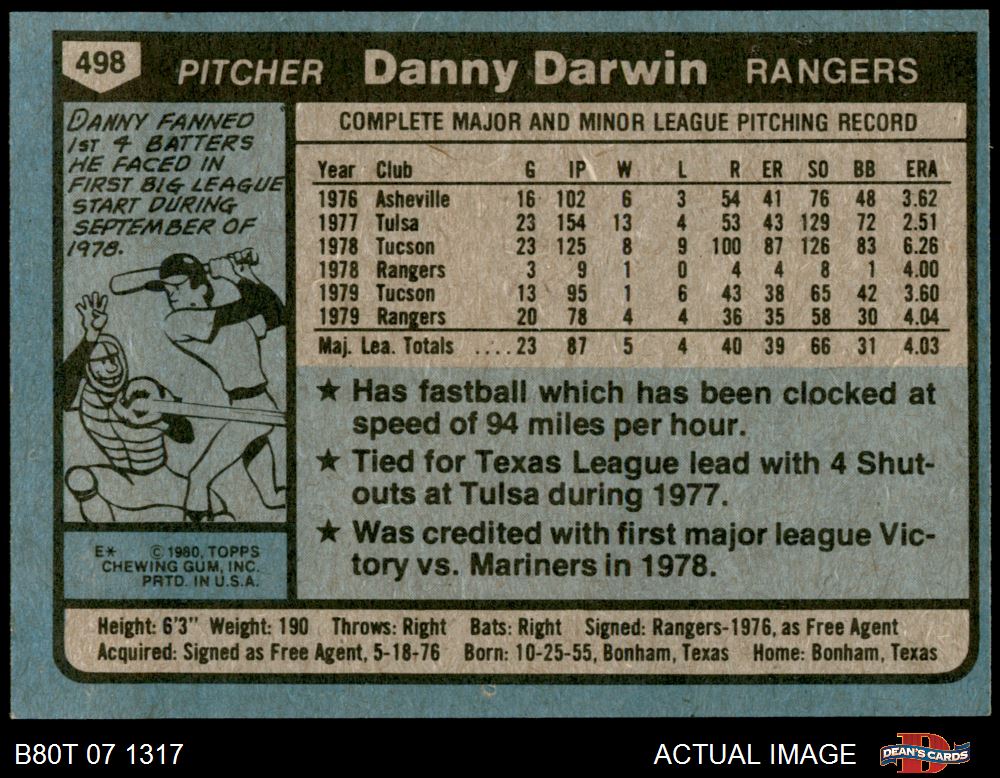 498 PITCHER Danny Darwin RANGERS
DANNY FANNED
1ST 4 BATTERS
HE FACED IN
FIRST BIG LEAGUE
START DURING
SEPTEMBER OF
1978.
COMPLETE MAJOR AND MINOR LEAGUE PITCHING RECORD
Year Club G IP W L R ER SO BB ERA
1976 Asheville 16 102 6 3 54 41 76 48 3.62
1977 Tulsa 23 154 13 4 53 43 129 72 2.51
1978 Tucson 23 125 8 9 100 87 126 83 6.26
1978 Rangers 3 9 1 0 4 4 8 1 4.00
1979 Tucson 13 95 1 6 43 38 65 42 3.60
1979 Rangers 20 78 4 4 36 35 58 30 4.04
Maj. Lea. Totals ....23 87 5 4 40 39 66 31 4.03
★ Has fastball which has been clocked at
speed of 94 miles per hour.
★ Tied for Texas League lead with 4 Shut-
outs at Tulsa during 1977.
★ Was credited with first major league Vic-
tory vs. Mariners in 1978.
E* © 1980, TOPPS
CHEWING GUM, INC.
PRTD. IN U.S.A.
Height: 6'3" Weight: 190 Throws: Right Bats: Right Signed: Rangers-1976, as Free Agent
Acquired: Signed as Free Agent, 5-18-76 Born: 10-25-55, Bonham, Texas Home: Bonham, Texas
B80T 07 1317 ACTUAL IMAGE DEAN'S CARDS